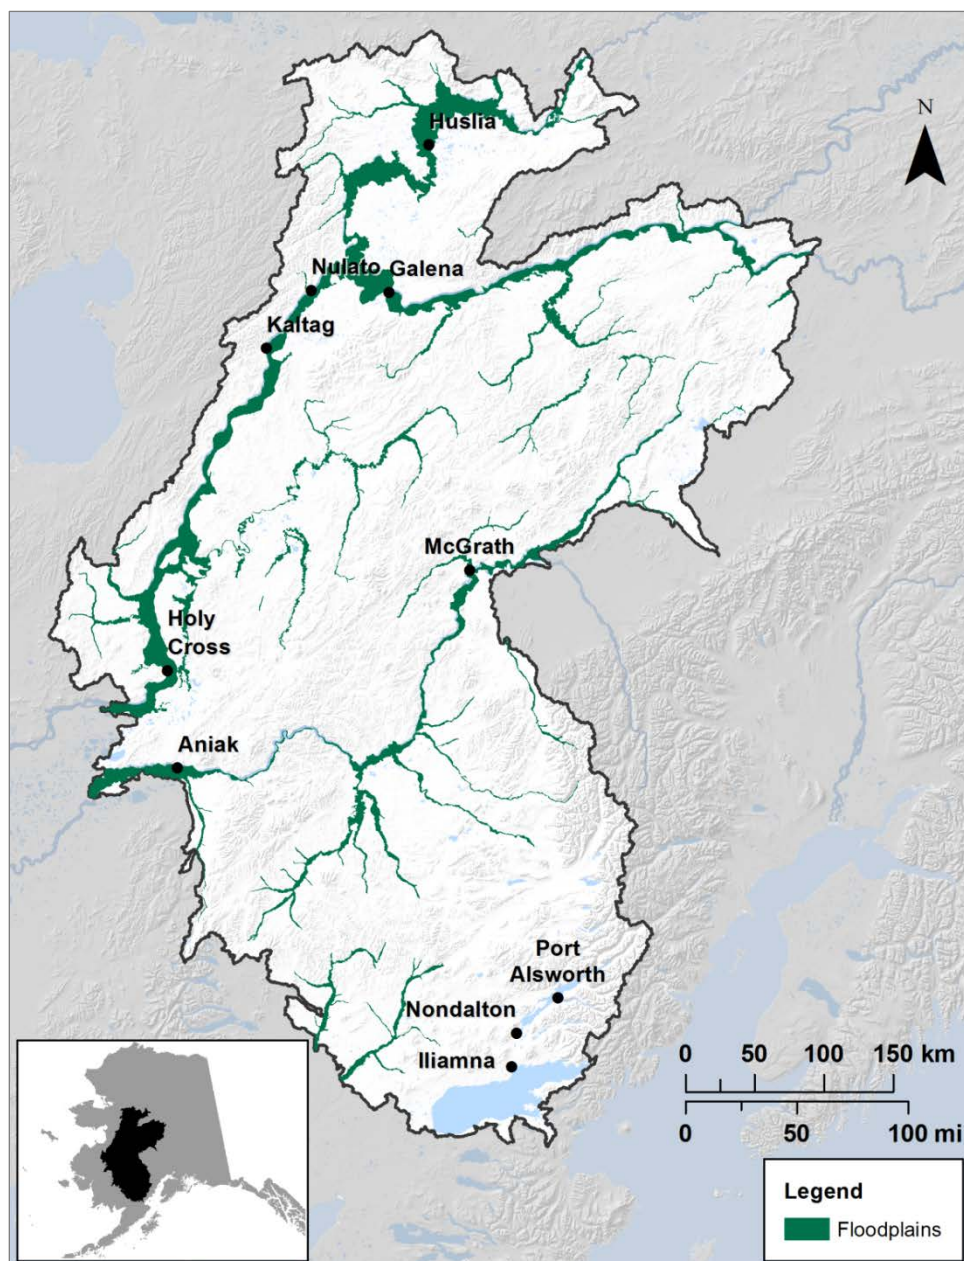 Huslia
N
Nulato Galena
Kaltag
McGrath
Holy
Cross
Aniak
Port
Alsworth
Nondalton
Iliamna
0 50 100 150 km
0 50 100 mi
Legend
Floodplains